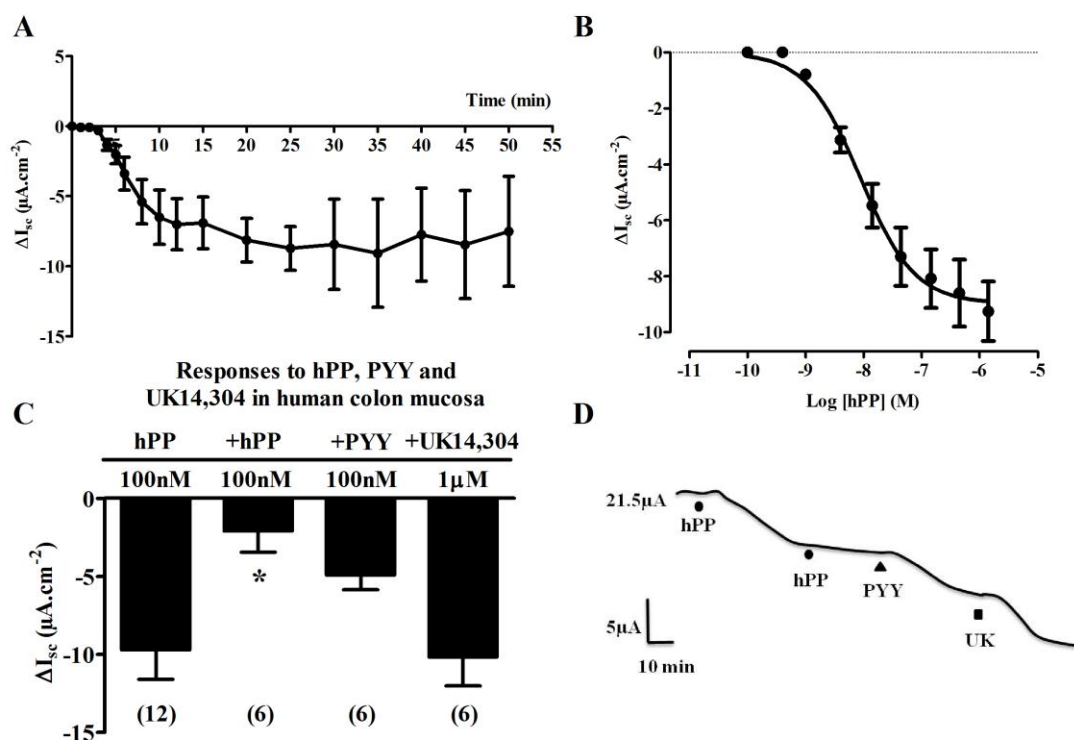 A
5
0
-5
-10
-15
ΔIsc (μA.cm-2)
Time (min)
10 15 20 25 30 35 40 45 50 55
B
0
-2
-4
-6
-8
-10
ΔIsc (μA.cm-2)
-11 -10 -9 -8 -7 -6 -5
Log [hPP] (M)
C
Responses to hPP, PYY and
UK14,304 in human colon mucosa
hPP +hPP +PYY +UK14,304
100nM 100nM 100nM 1μM
0
-5
-10
-15
ΔIsc (μA.cm-2)
*
(12) (6) (6) (6)
D
21.5μA
hPP
hPP
PYY
UK
5μA
10 min